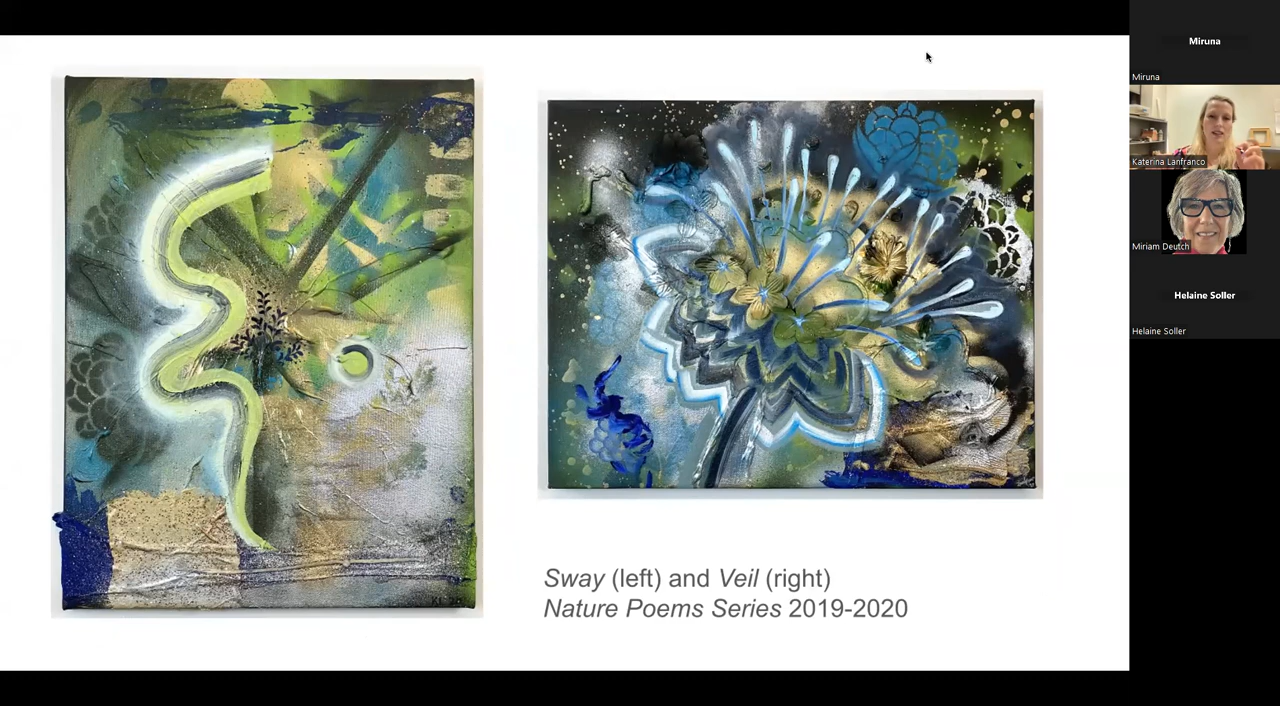 Miruna
Miruna
Katerina Lanfranco
Miriam Deutch
Helaine Soller
Helaine Soller
Sway (left) and Veil (right)
Nature Poems Series 2019-2020